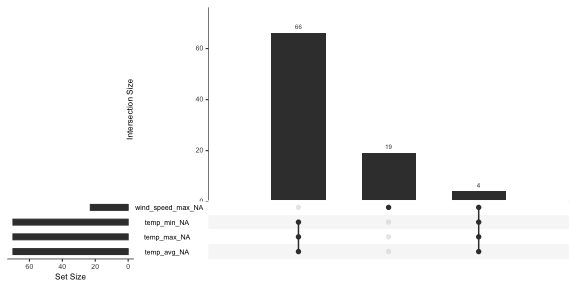 66
60
Intersection Size
40
20
19
4
0
wind_speed_max_NA
temp_min_NA
temp_max_NA
temp_avg_NA
60 40 20 0
Set Size